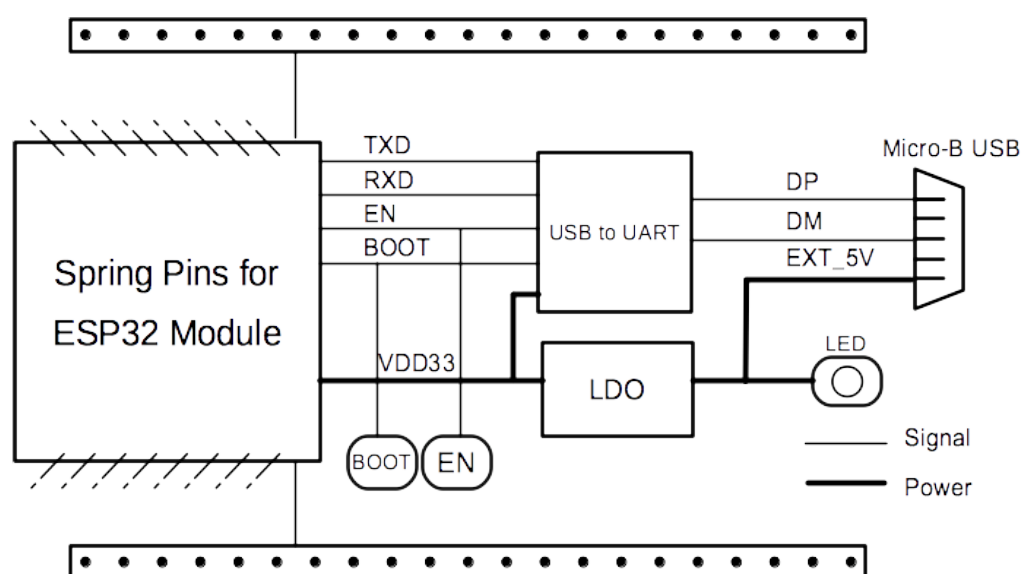 TXD
Micro-B USB
RXD
DP
EN
DM
USB to UART
BOOT
EXT_5V
Spring Pins for
ESP32 Module
VDD33
LDO
LED
BOOT
EN
Signal
Power